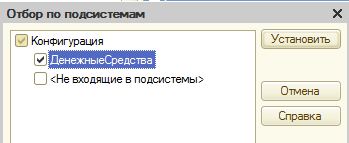 Отбор по подсистемам
Конфигурация
ДенежныеСредства
<Не входящие в подсистемы>
Установить
Отмена
Справка